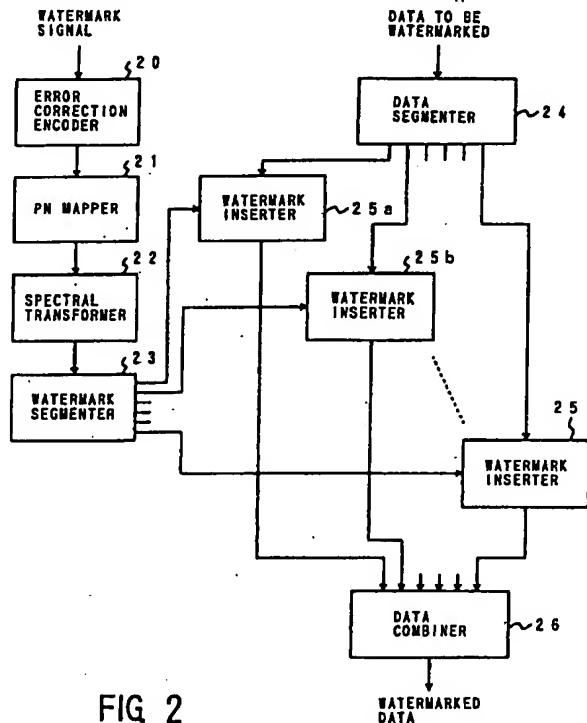 WATERMARK
SIGNAL
DATA TO BE
WATERMARKED
20
ERROR
CORRECTION
ENCODER
DATA
SEGMENTER
24
21
PN MAPPER
WATERMARK
INSERTER
25a
22
SPECTRAL
TRANSFORMER
25b
WATERMARK
INSERTER
23
WATERMARK
SEGMENTER
25
WATERMARK
INSERTER
DATA
COMBINER
26
FIG 2
WATERMARKED
DATA